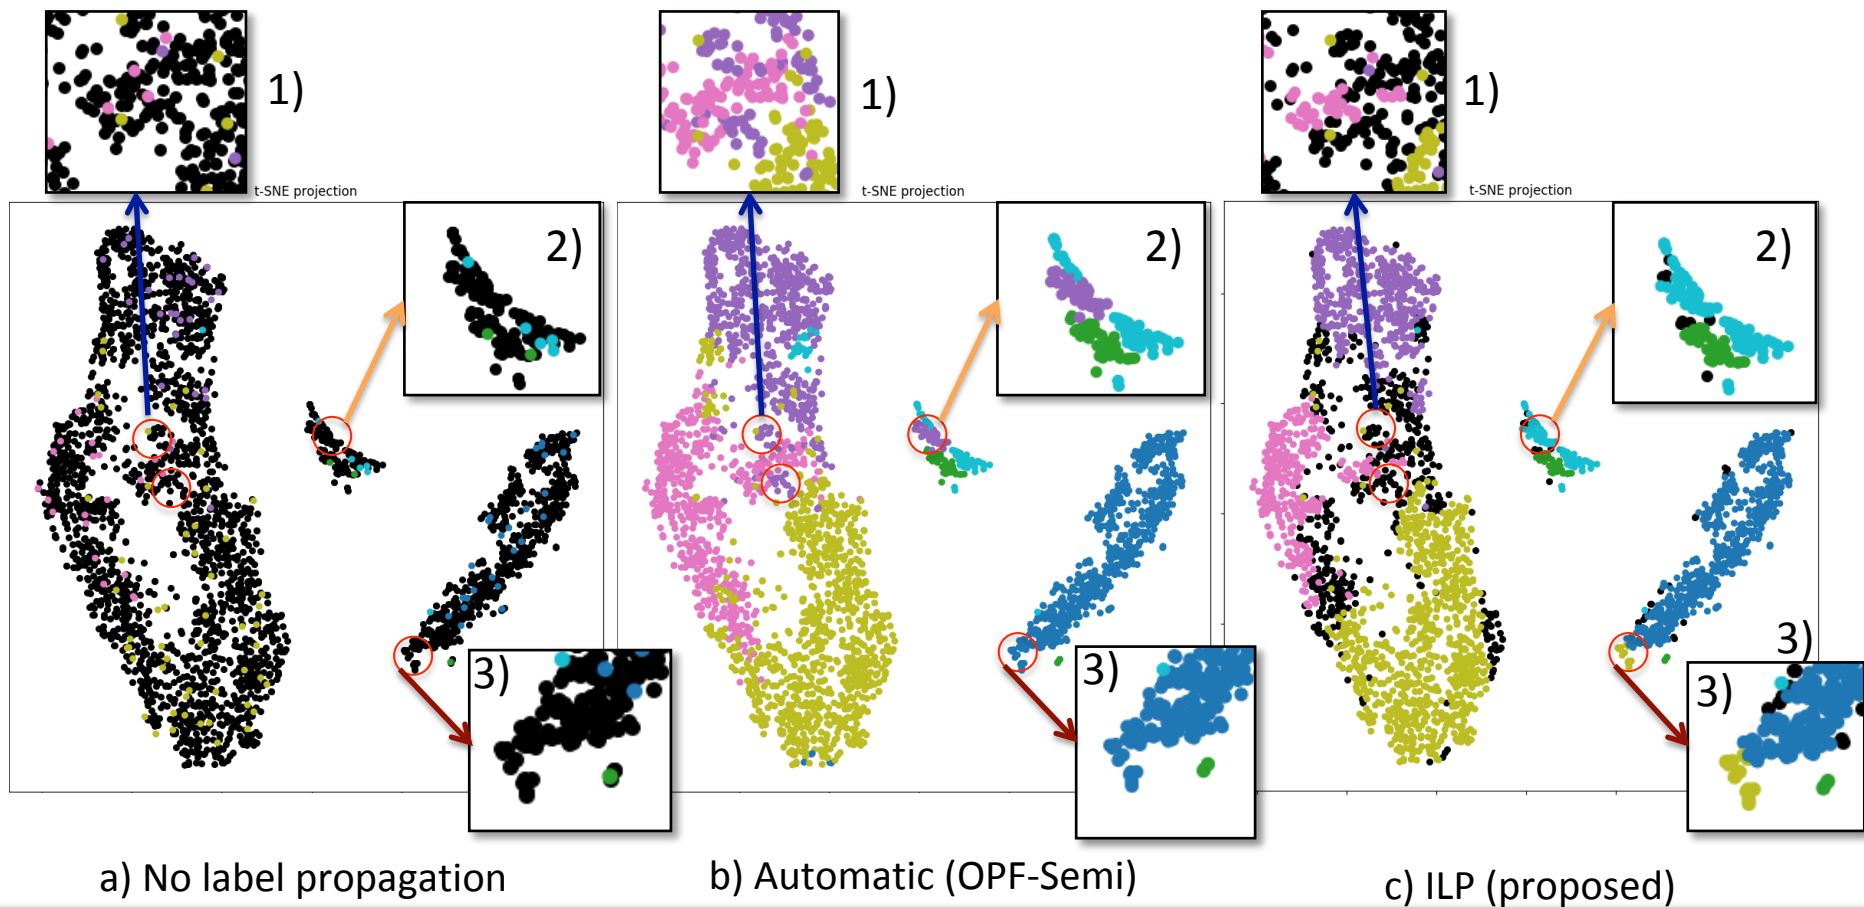 1)
1)
1)
t-SNE projection
t-SNE projection
t-SNE projection
2)
2)
2)
3)
3)
3)
3)
a) No label propagation
b) Automatic (OPF-Semi)
c) ILP (proposed)